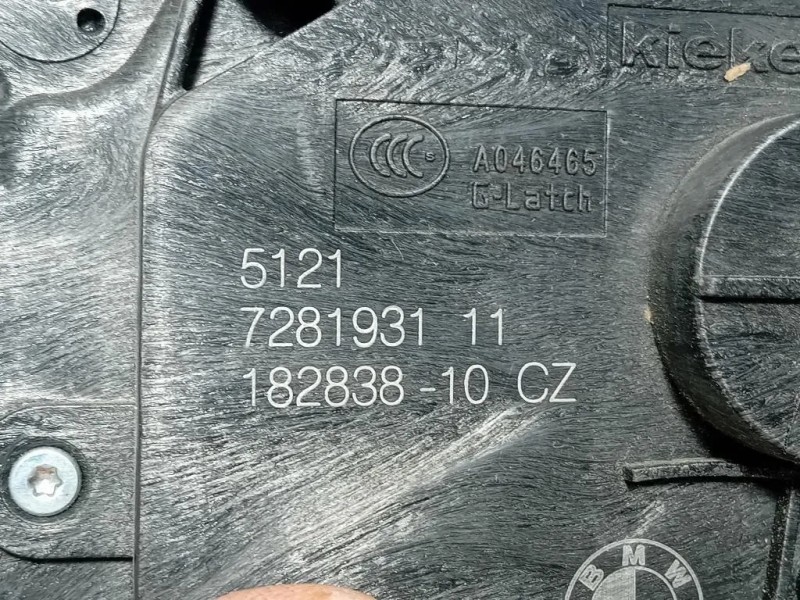 kieke
CCC S
A046465
G-Latch
5121
7281931 11
182838-10 CZ
BMW